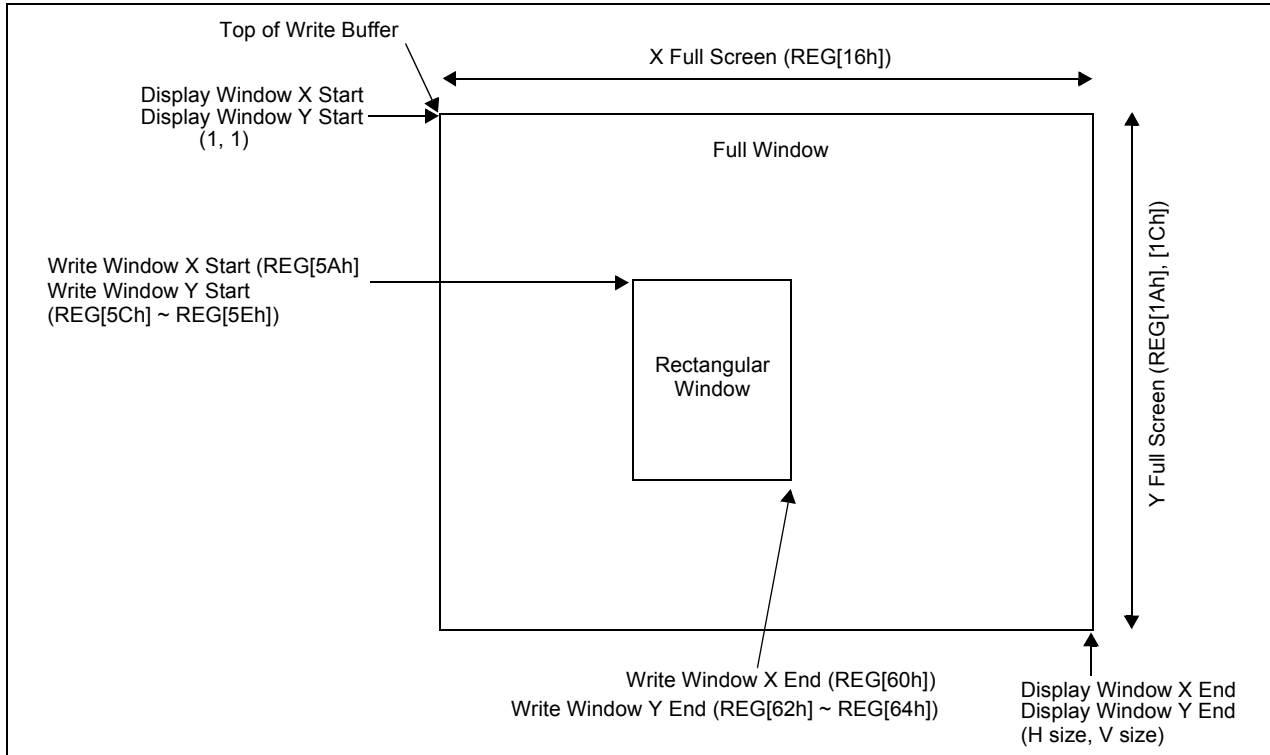 Top of Write Buffer
X Full Screen (REG[16h])
Display Window X Start
Display Window Y Start
(1, 1)
Full Window
Y Full Screen (REG[1Ah], [1Ch])
Write Window X Start (REG[5Ah]
Write Window Y Start
(REG[5Ch] ~ REG[5Eh])
Rectangular
Window
Write Window X End (REG[60h])
Write Window Y End (REG[62h] ~ REG[64h])
Display Window X End
Display Window Y End
(H size, V size)